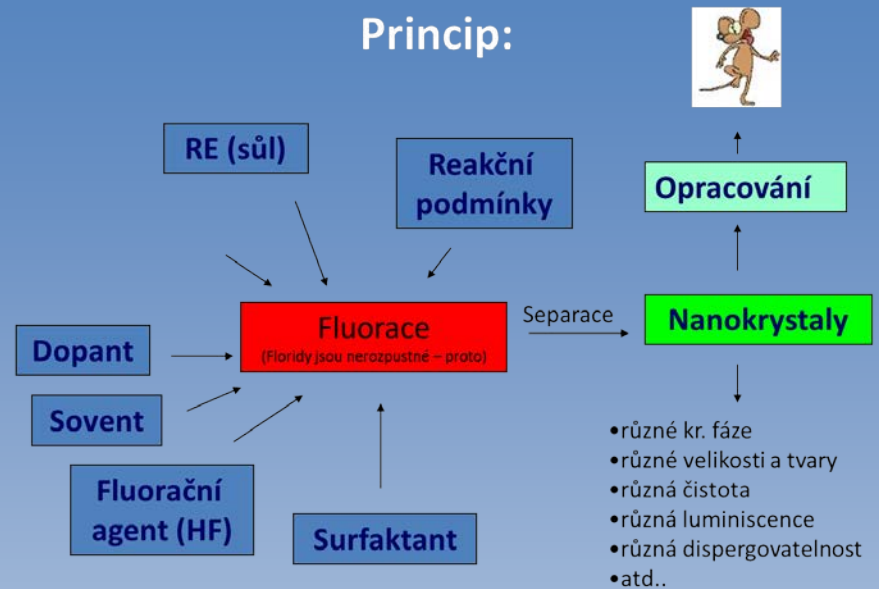 Princip:
RE (sůl)
Reakční
podmínky
Opracování
Fluorace
(Floridy jsou nerozpustné – proto)
Separace
Nanokrystaly
Dopant
Sovent
Fluorační
agent (HF)
Surfaktant
•různé kr. fáze
•různé velikosti a tvary
•různá čistota
•různá luminiscence
•různá dispergovatelnost
•atd..